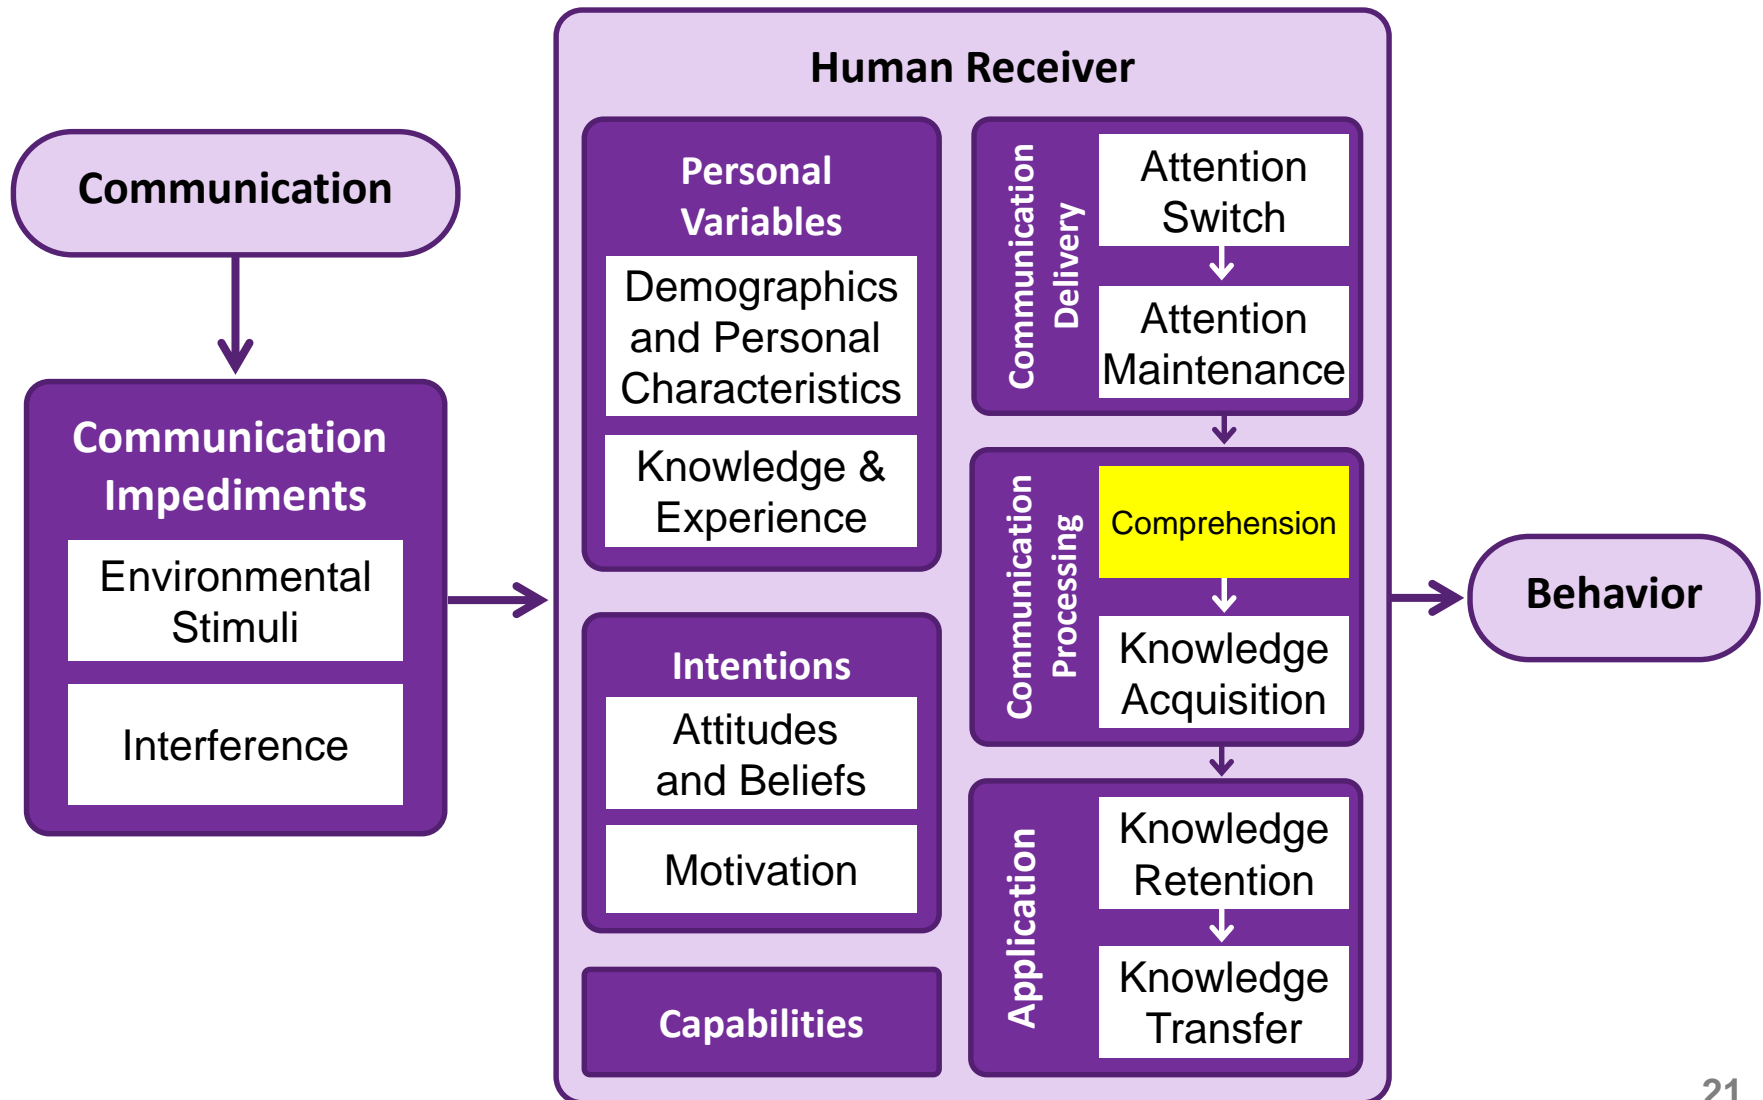 Communication
Communication
Impediments
Environmental
Stimuli
Interference
Human Receiver
Personal
Variables
Demographics
and Personal
Characteristics
Knowledge &
Experience
Intentions
Attitudes
and Beliefs
Motivation
Capabilities
Communication
Delivery
Attention
Switch
Attention
Maintenance
Communication
Processing
Comprehension
Knowledge
Acquisition
Application
Knowledge
Retention
Knowledge
Transfer
Behavior
21